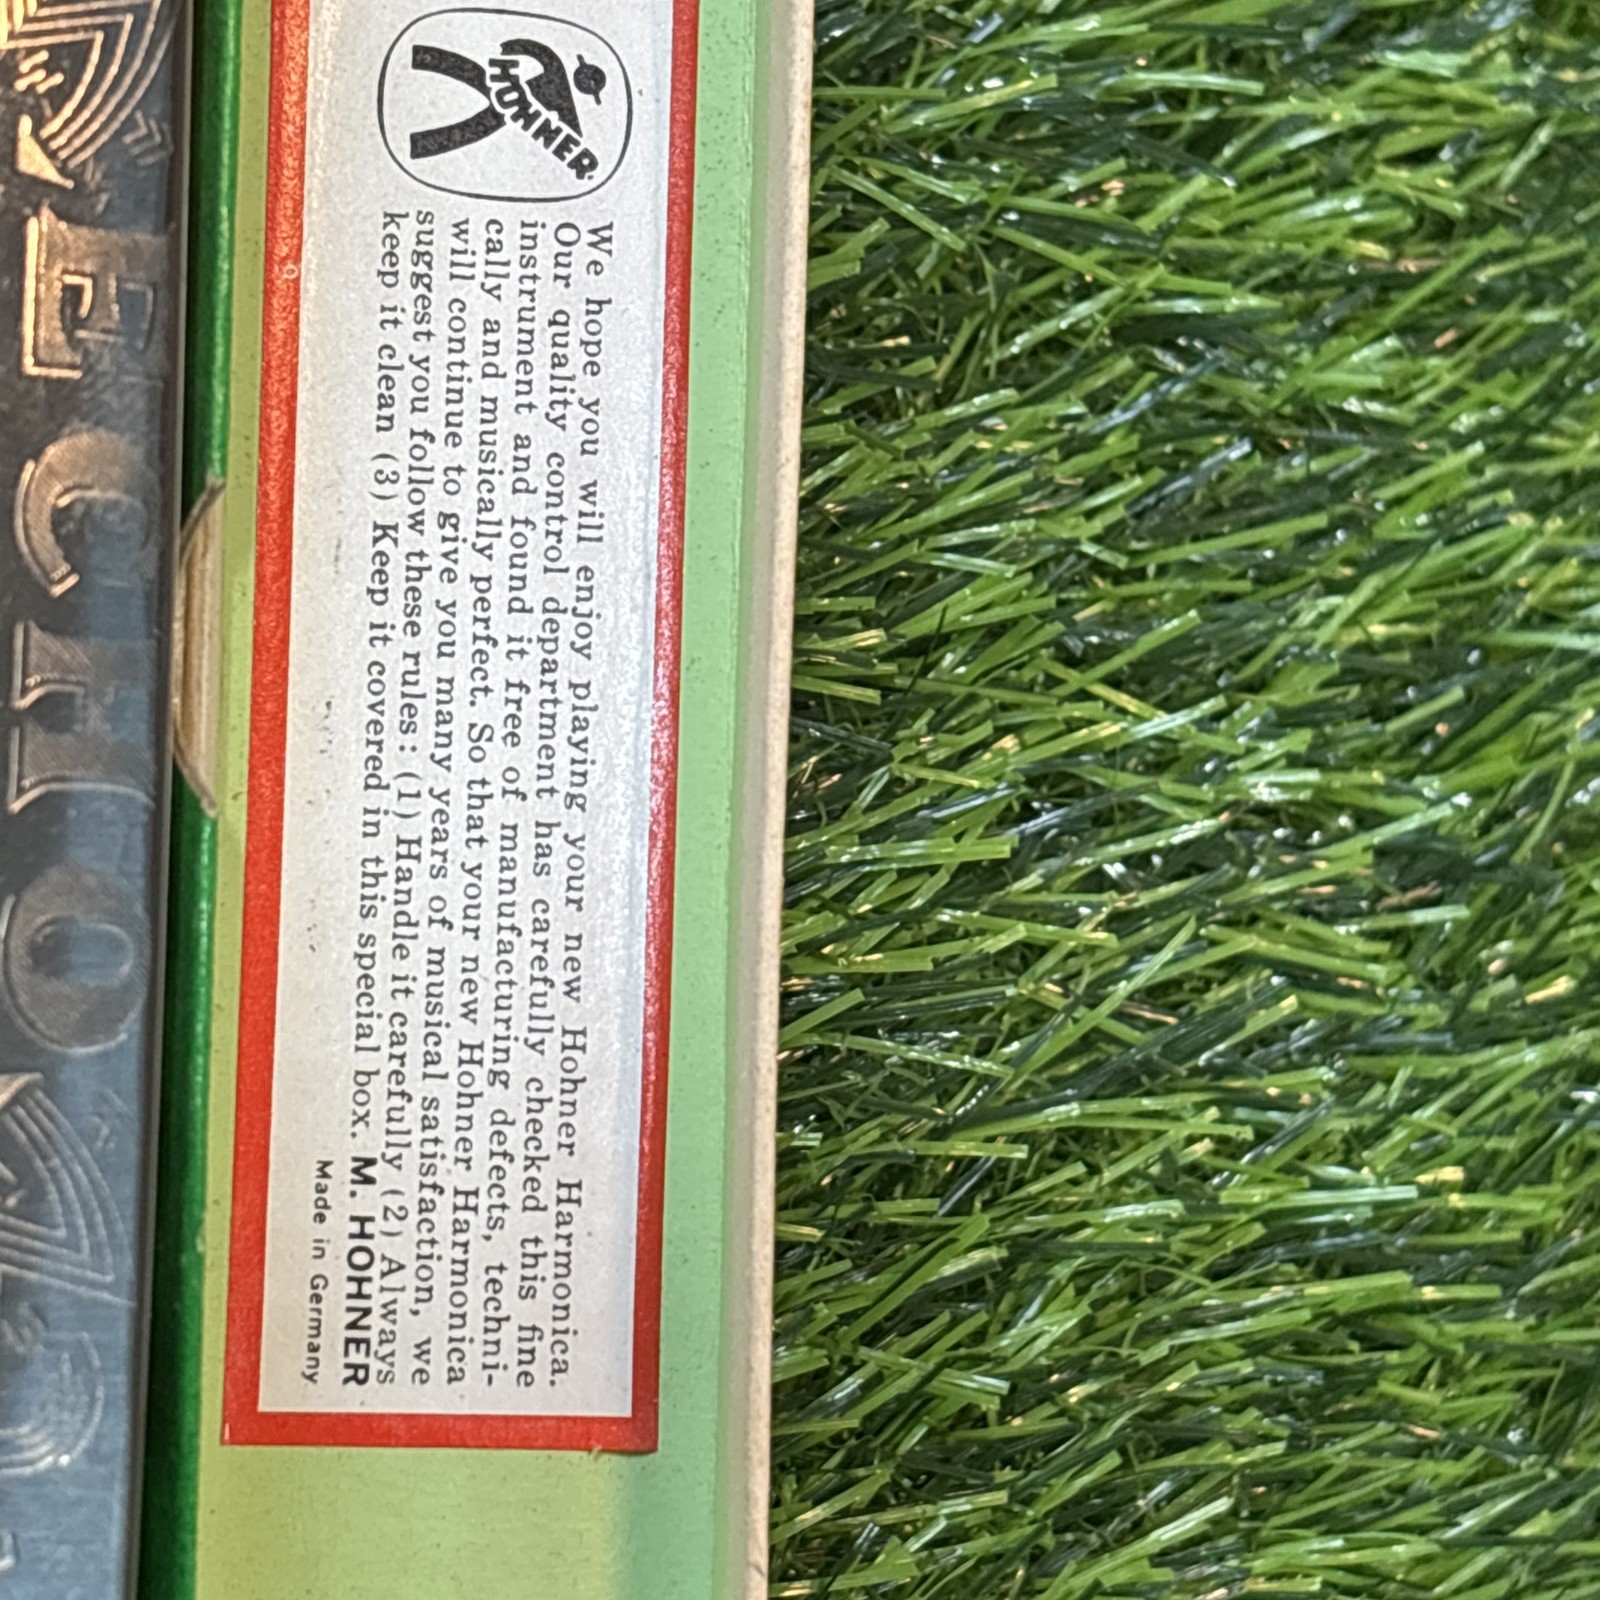 HOHNER
We hope you will enjoy playing your new Hohner Harmonica.
Our quality control department has carefully checked this fine
instrument and found it free of manufacturing defects, techni-
cally and musically perfect. So that your new Hohner Harmonica
will continue to give you many years of musical satisfaction, we
suggest you follow these rules: (1) Handle it carefully (2) Always
keep it clean (3) Keep it covered in this special box. M. HOHNER
Made in Germany
ECHO